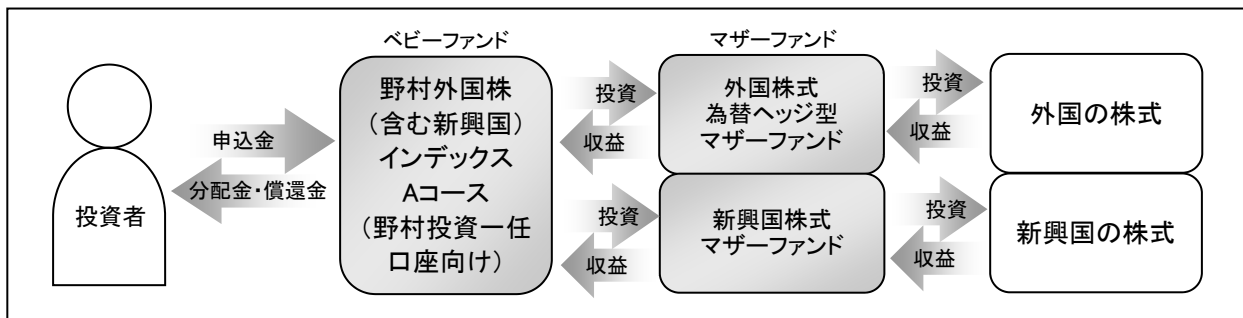 ベビーファンド
マザーファンド
投資者
申込金
分配金・償還金
野村外国株
(含む新興国)
インデックス
Aコース
(野村投資一任
口座向け)
投資
収益
投資
収益
外国株式
為替ヘッジ型
マザーファンド
新興国株式
マザーファンド
投資
収益
投資
収益
外国の株式
新興国の株式